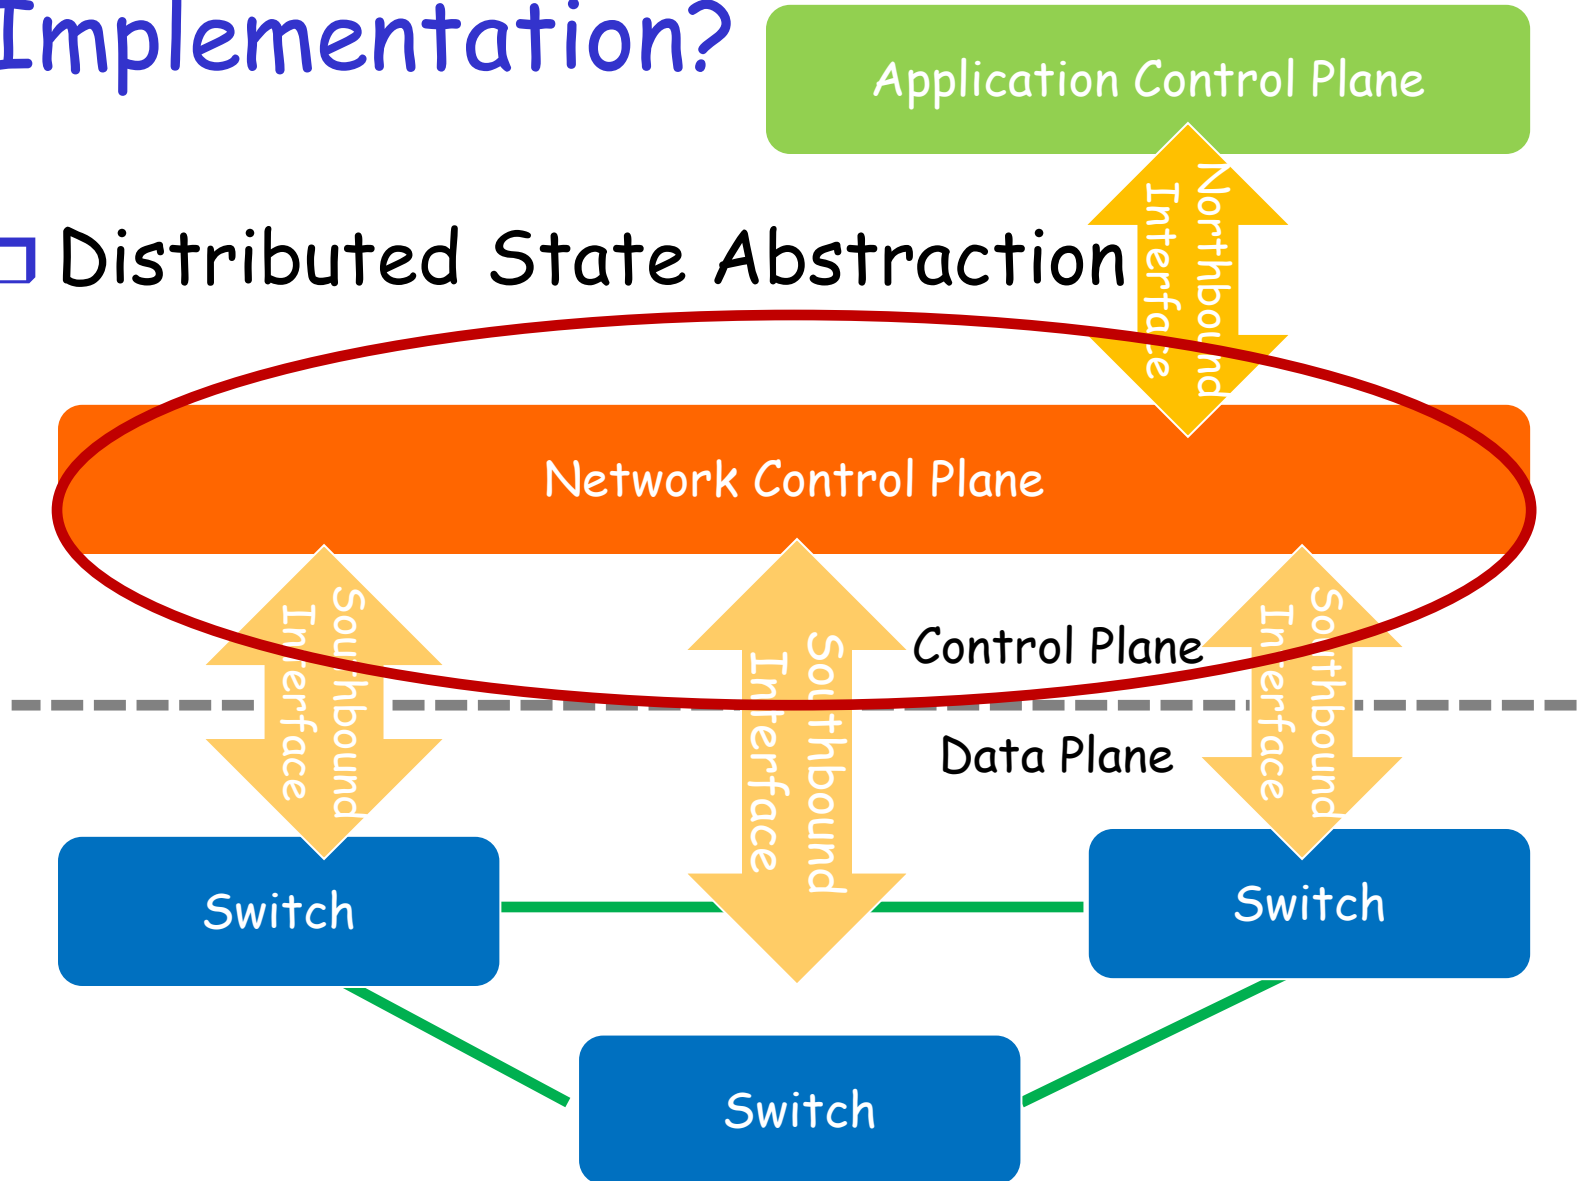 Implementation?
Application Control Plane
Northbound
Interface
Distributed State Abstraction
Network Control Plane
Southbound
Interface
Southbound
Interface
Southbound
Interface
Control Plane
Data Plane
Switch
Switch
Switch